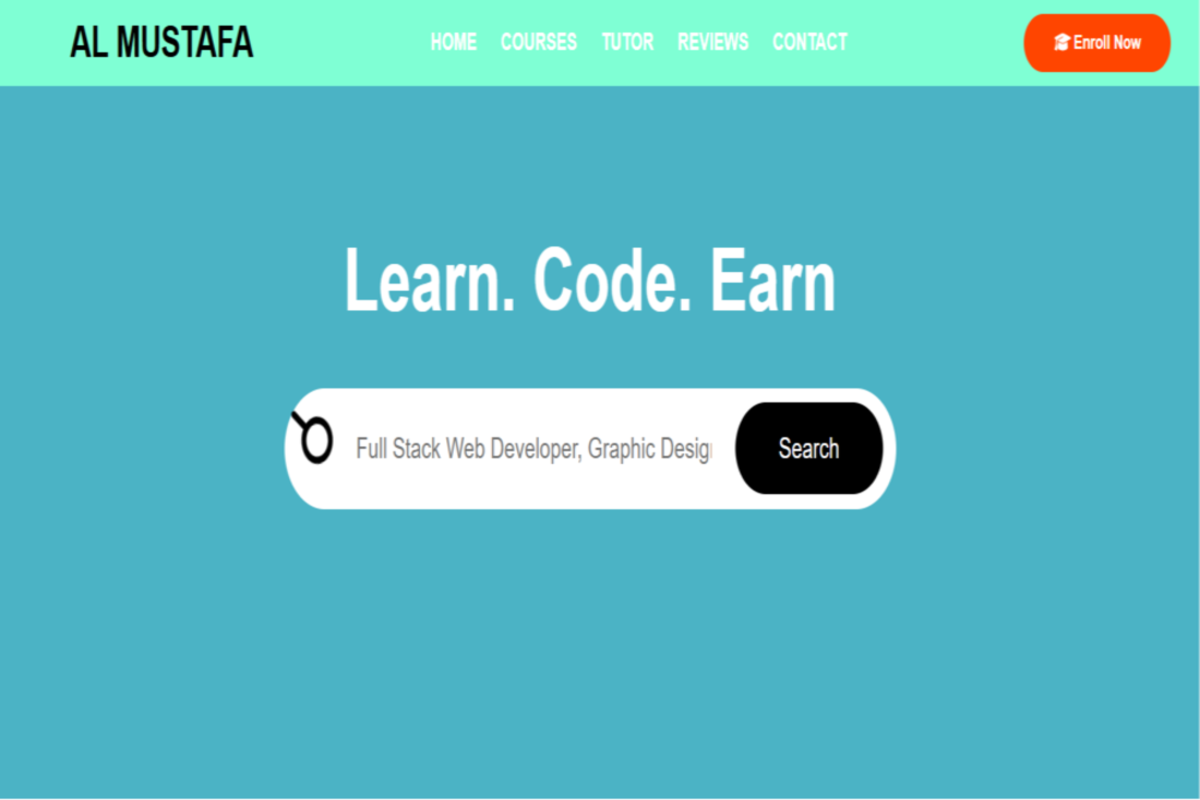 AL MUSTAFA
HOME COURSES TUTOR REVIEWS CONTACT
Enroll Now
Learn. Code. Earn
Full Stack Web Developer, Graphic Desig
Search